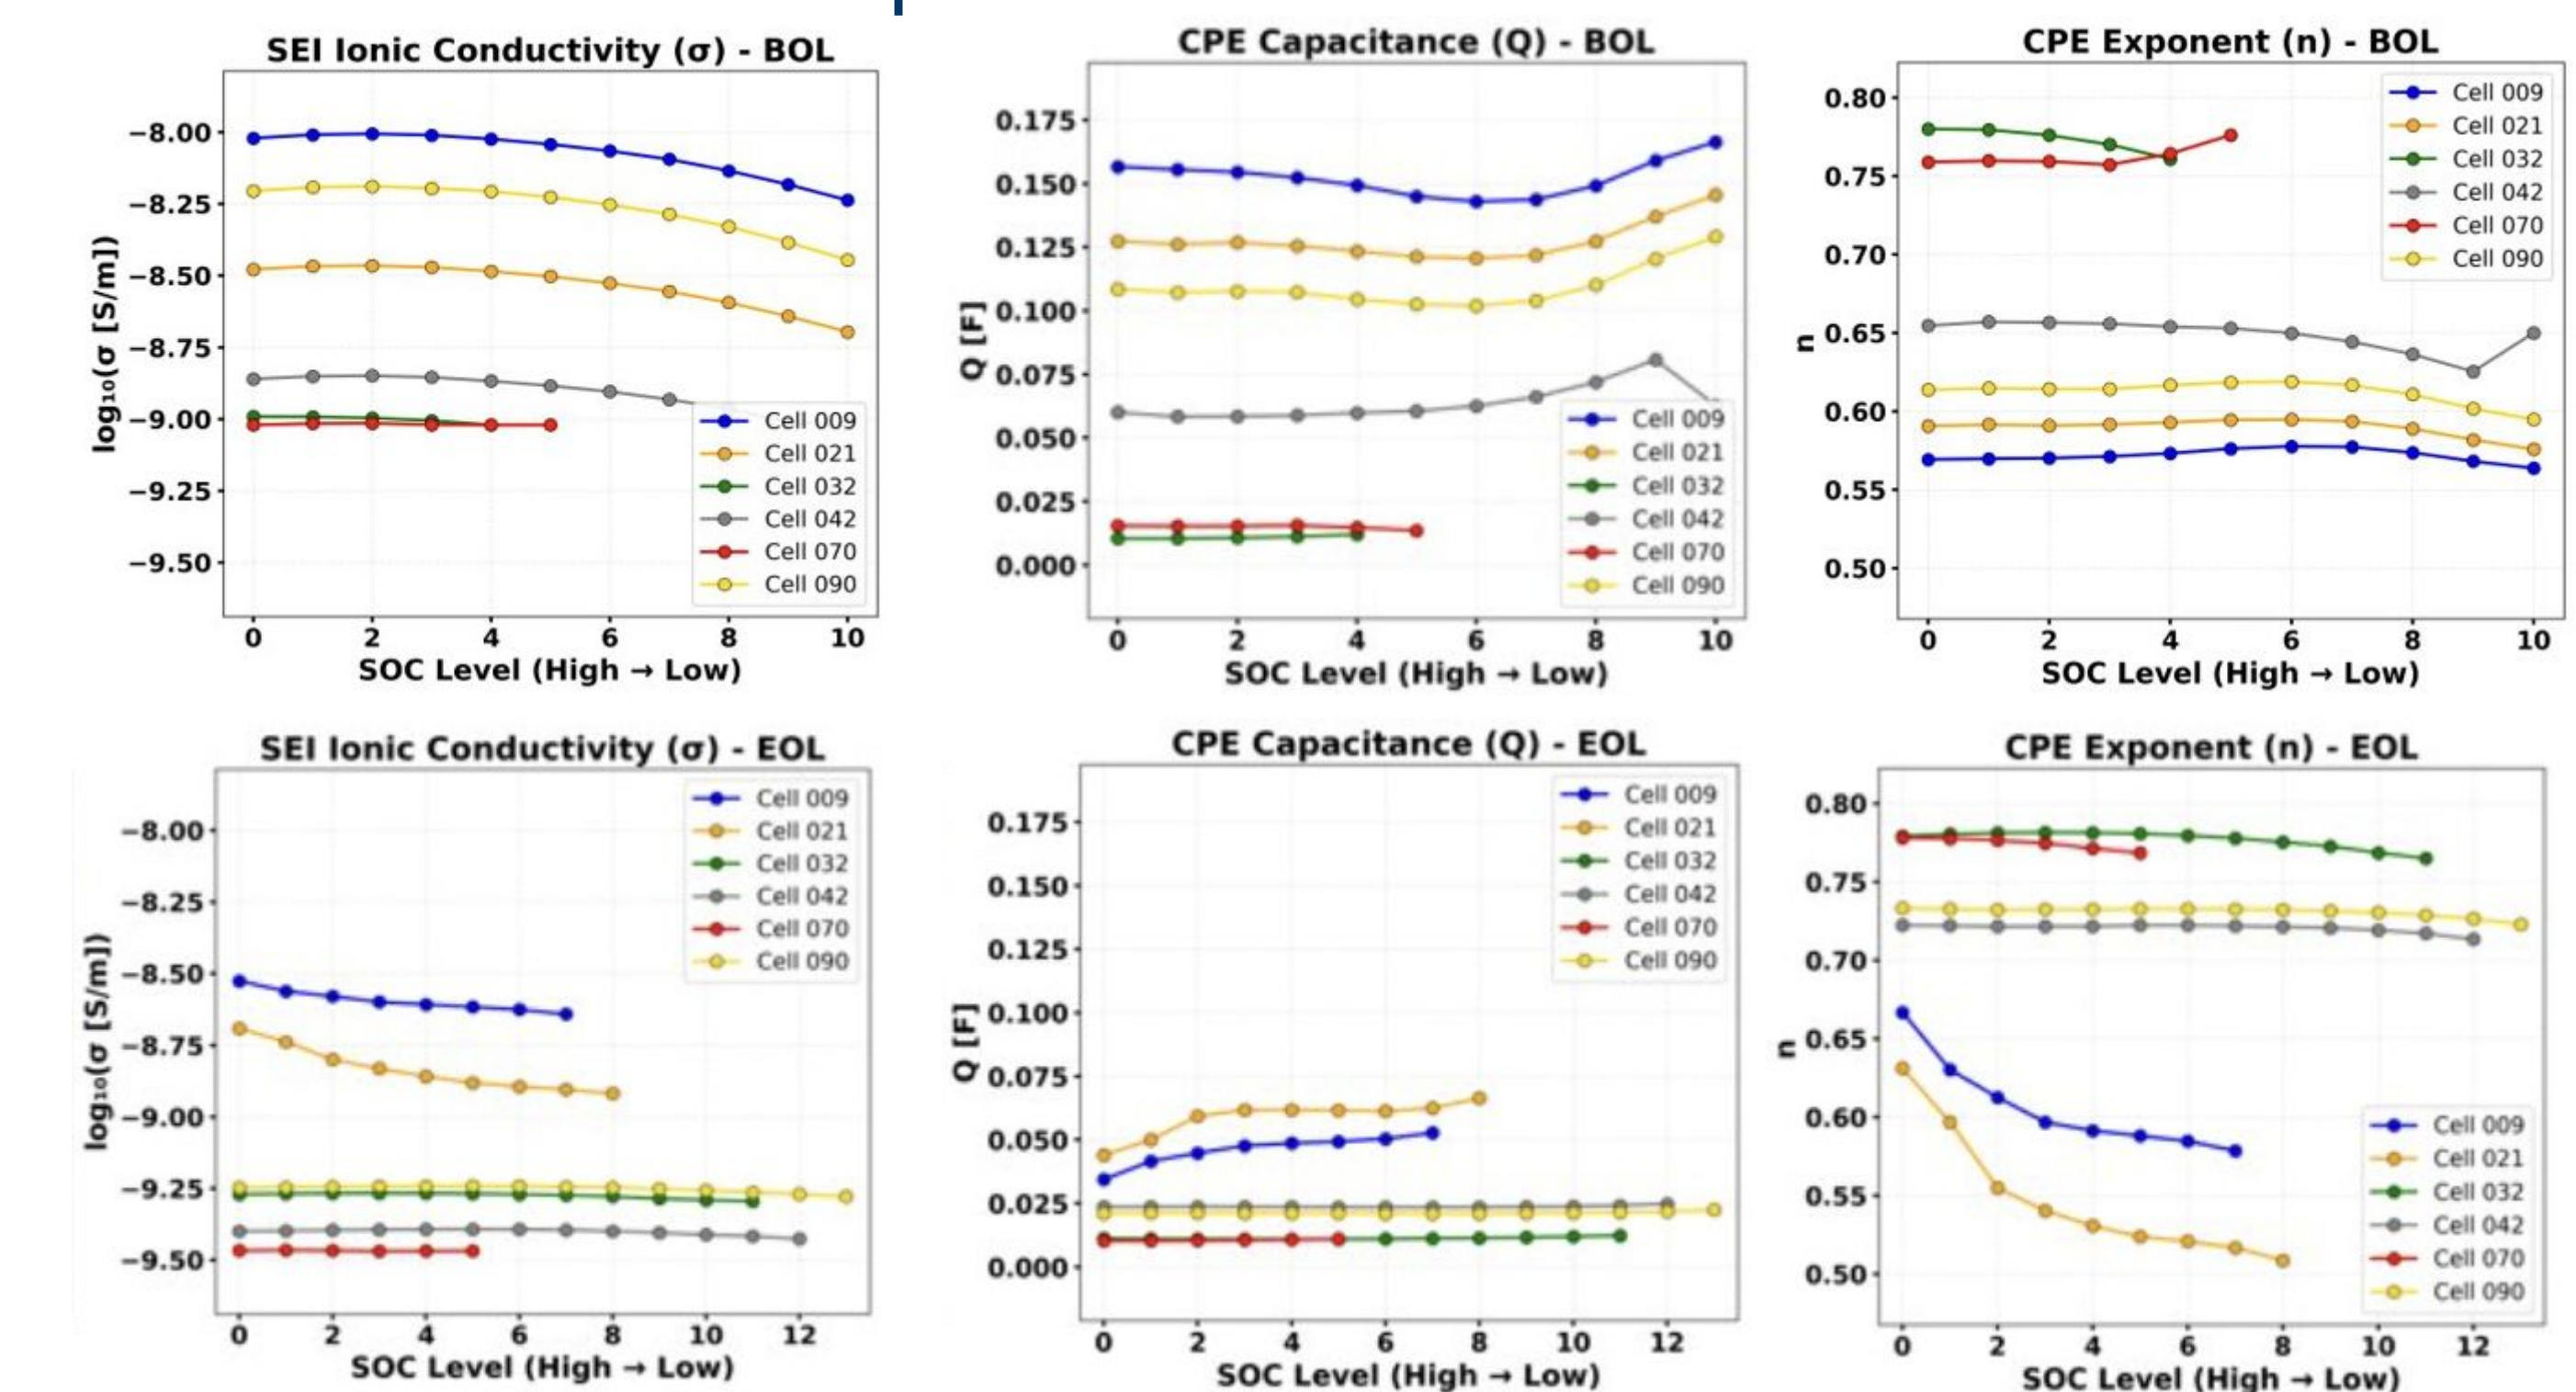 SEI Ionic Conductivity (σ) - BOL
log₁₀(σ [S/m])
−8.00
−8.25
−8.50
−8.75
−9.00
−9.25
−9.50
0 2 4 6 8 10
SOC Level (High → Low)
Cell 009
Cell 021
Cell 032
Cell 042
Cell 070
Cell 090
CPE Capacitance (Q) - BOL
Q [F]
0.175
0.150
0.125
0.100
0.075
0.050
0.025
0.000
0 2 4 6 8 10
SOC Level (High → Low)
Cell 009
Cell 021
Cell 032
Cell 042
Cell 070
Cell 090
CPE Exponent (n) - BOL
n
0.80
0.75
0.70
0.65
0.60
0.55
0.50
0 2 4 6 8 10
SOC Level (High → Low)
Cell 009
Cell 021
Cell 032
Cell 042
Cell 070
Cell 090
SEI Ionic Conductivity (σ) - EOL
log₁₀(σ [S/m])
−8.00
−8.25
−8.50
−8.75
−9.00
−9.25
−9.50
0 2 4 6 8 10 12
SOC Level (High → Low)
Cell 009
Cell 021
Cell 032
Cell 042
Cell 070
Cell 090
CPE Capacitance (Q) - EOL
Q [F]
0.175
0.150
0.125
0.100
0.075
0.050
0.025
0.000
0 2 4 6 8 10 12
SOC Level (High → Low)
Cell 009
Cell 021
Cell 032
Cell 042
Cell 070
Cell 090
CPE Exponent (n) - EOL
n
0.80
0.75
0.70
0.65
0.60
0.55
0.50
0 2 4 6 8 10 12
SOC Level (High → Low)
Cell 009
Cell 021
Cell 032
Cell 042
Cell 070
Cell 090